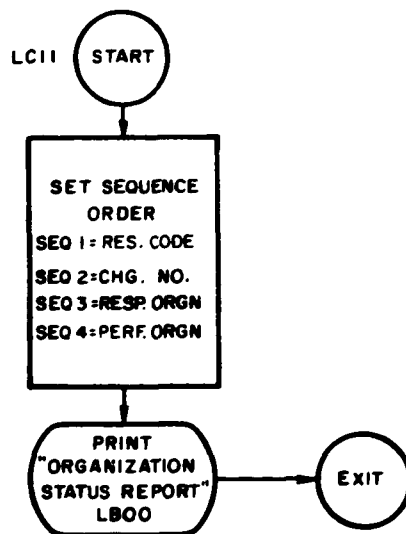 LC11 START
SET SEQUENCE
ORDER
SEQ 1=RES. CODE
SEQ 2=CHG. NO.
SEQ 3=RESP. ORGN
SEQ 4=PERF. ORGN
PRINT
"ORGANIZATION
STATUS REPORT"
LB00
EXIT